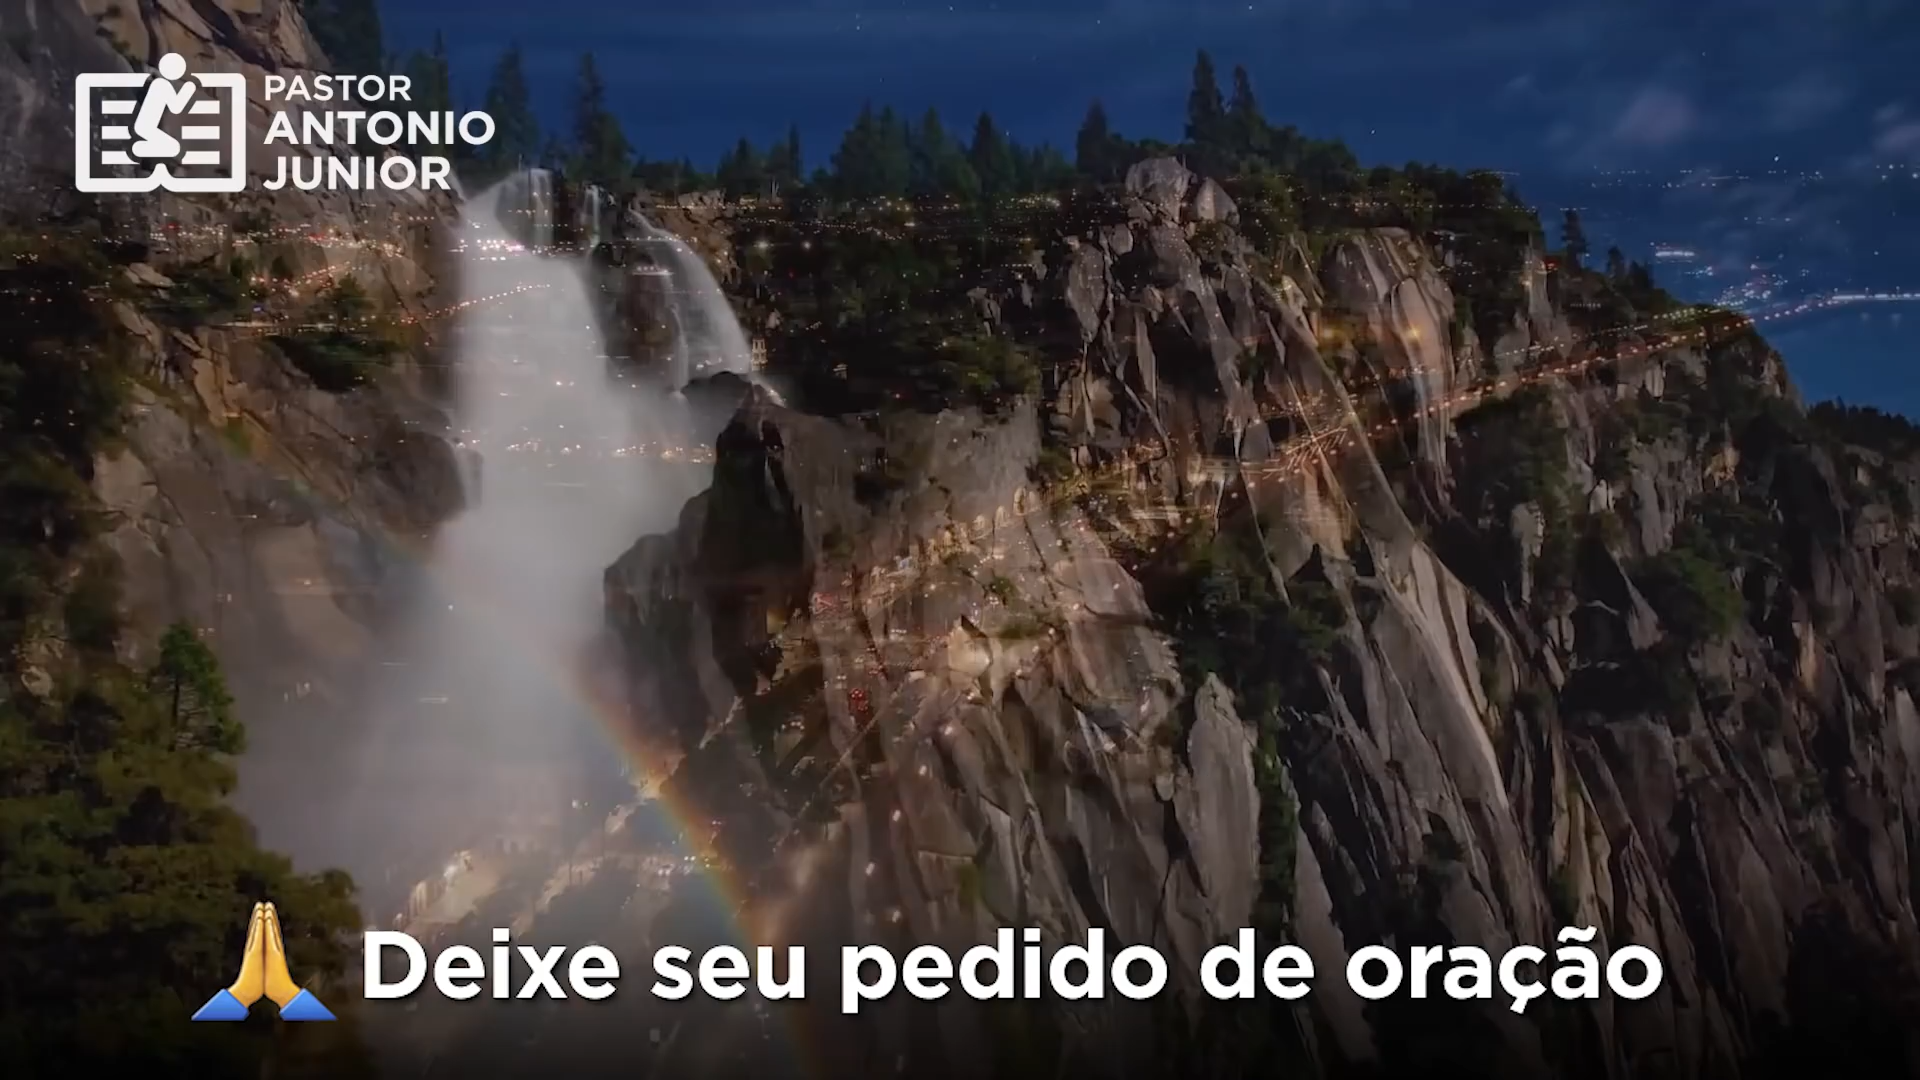 PASTOR
ANTONIO
JUNIOR
🙏 Deixe seu pedido de oração